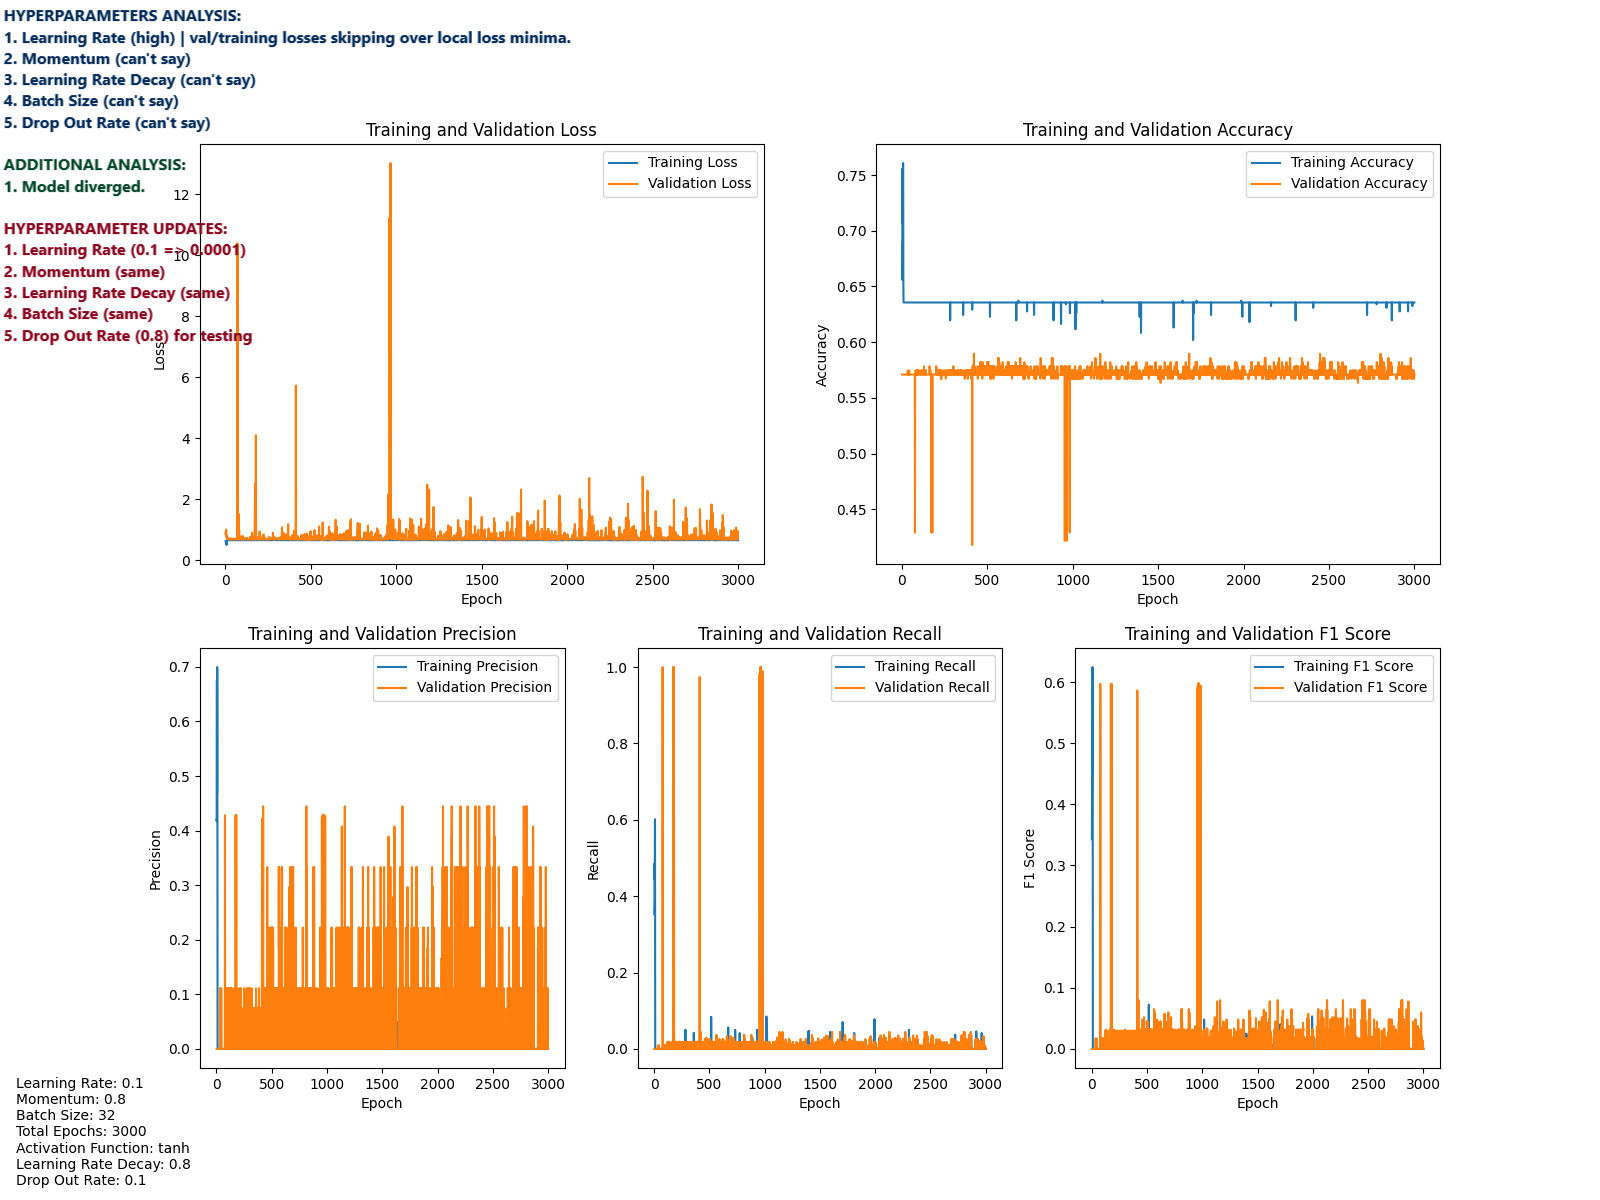 HYPERPARAMETERS ANALYSIS:
1. Learning Rate (high) | val/training losses skipping over local loss minima.
2. Momentum (can't say)
3. Learning Rate Decay (can't say)
4. Batch Size (can't say)
5. Drop Out Rate (can't say)
ADDITIONAL ANALYSIS:
1. Model diverged.
HYPERPARAMETER UPDATES:
1. Learning Rate (0.1 => 0.0001)
2. Momentum (same)
3. Learning Rate Decay (same)
4. Batch Size (same)
5. Drop Out Rate (0.8) for testing
Training and Validation Loss
Training Loss
Validation Loss
12
10
8
6
4
2
0
Loss
0 500 1000 1500 2000 2500 3000
Epoch
Training and Validation Accuracy
Training Accuracy
Validation Accuracy
0.75
0.70
0.65
0.60
0.55
0.50
0.45
Accuracy
0 500 1000 1500 2000 2500 3000
Epoch
Training and Validation Precision
Training Precision
Validation Precision
0.7
0.6
0.5
0.4
0.3
0.2
0.1
0.0
Precision
0 500 1000 1500 2000 2500 3000
Epoch
Training and Validation Recall
Training Recall
Validation Recall
1.0
0.8
0.6
0.4
0.2
0.0
Recall
0 500 1000 1500 2000 2500 3000
Epoch
Training and Validation F1 Score
Training F1 Score
Validation F1 Score
0.6
0.5
0.4
0.3
0.2
0.1
0.0
F1 Score
0 500 1000 1500 2000 2500 3000
Epoch
Learning Rate: 0.1
Momentum: 0.8
Batch Size: 32
Total Epochs: 3000
Activation Function: tanh
Learning Rate Decay: 0.8
Drop Out Rate: 0.1